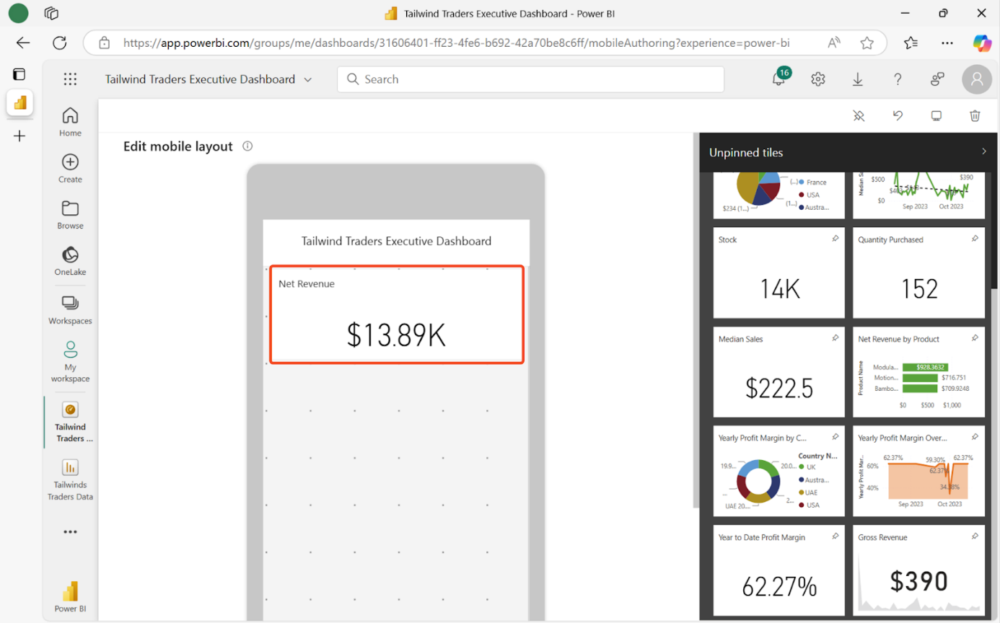 Tailwind Traders Executive Dashboard - Power BI
https://app.powerbi.com/groups/me/dashboards/31606401-ff23-4fe6-b692-42a70be8c6ff/mobileAuthoring?experience=power-bi
Tailwind Traders Executive Dashboard
Search
16
Home
Create
Browse
OneLake
Workspaces
My
workspace
Tailwind
Traders ...
Tailwinds
Traders Data
Power BI
Edit mobile layout
Tailwind Traders Executive Dashboard
Net Revenue
$13.89K
Unpinned tiles
$234 (1...)
(...)
(1...)
France
USA
Austra...
$500
$0
$390
Sep 2023
Oct 2023
Stock
14K
Quantity Purchased
152
Median Sales
$222.5
Net Revenue by Product
Product Name
Modula...
$928.3632
Motion...
$716.751
Bambo...
$709.9248
$0
$500
$1,000
Yearly Profit Margin by C...
19.9...
20.0...
...
2...
UAE 20....
Country N...
UK
Austra...
UAE
USA
Yearly Profit Margin Over...
Yearly Profit Mar...
60%
40%
62.37%
59.30%
62.37%
62.37%
34.38%
Sep 2023
Oct 2023
Year to Date Profit Margin
62.27%
Gross Revenue
$390